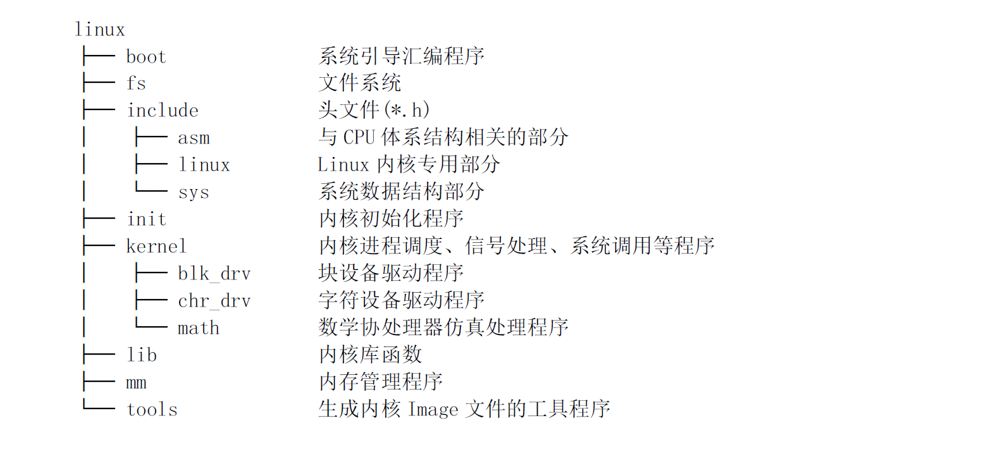 linux
├── boot 系统引导汇编程序
├── fs 文件系统
├── include 头文件(*.h)
│ ├── asm 与 CPU 体系结构相关的部分
│ ├── linux Linux 内核专用部分
│ └── sys 系统数据结构部分
├── init 内核初始化程序
├── kernel 内核进程调度、信号处理、系统调用等程序
│ ├── blk_drv 块设备驱动程序
│ ├── chr_drv 字符设备驱动程序
│ └── math 数学协处理器仿真处理程序
├── lib 内核库函数
├── mm 内存管理程序
└── tools 生成内核 Image 文件的工具程序